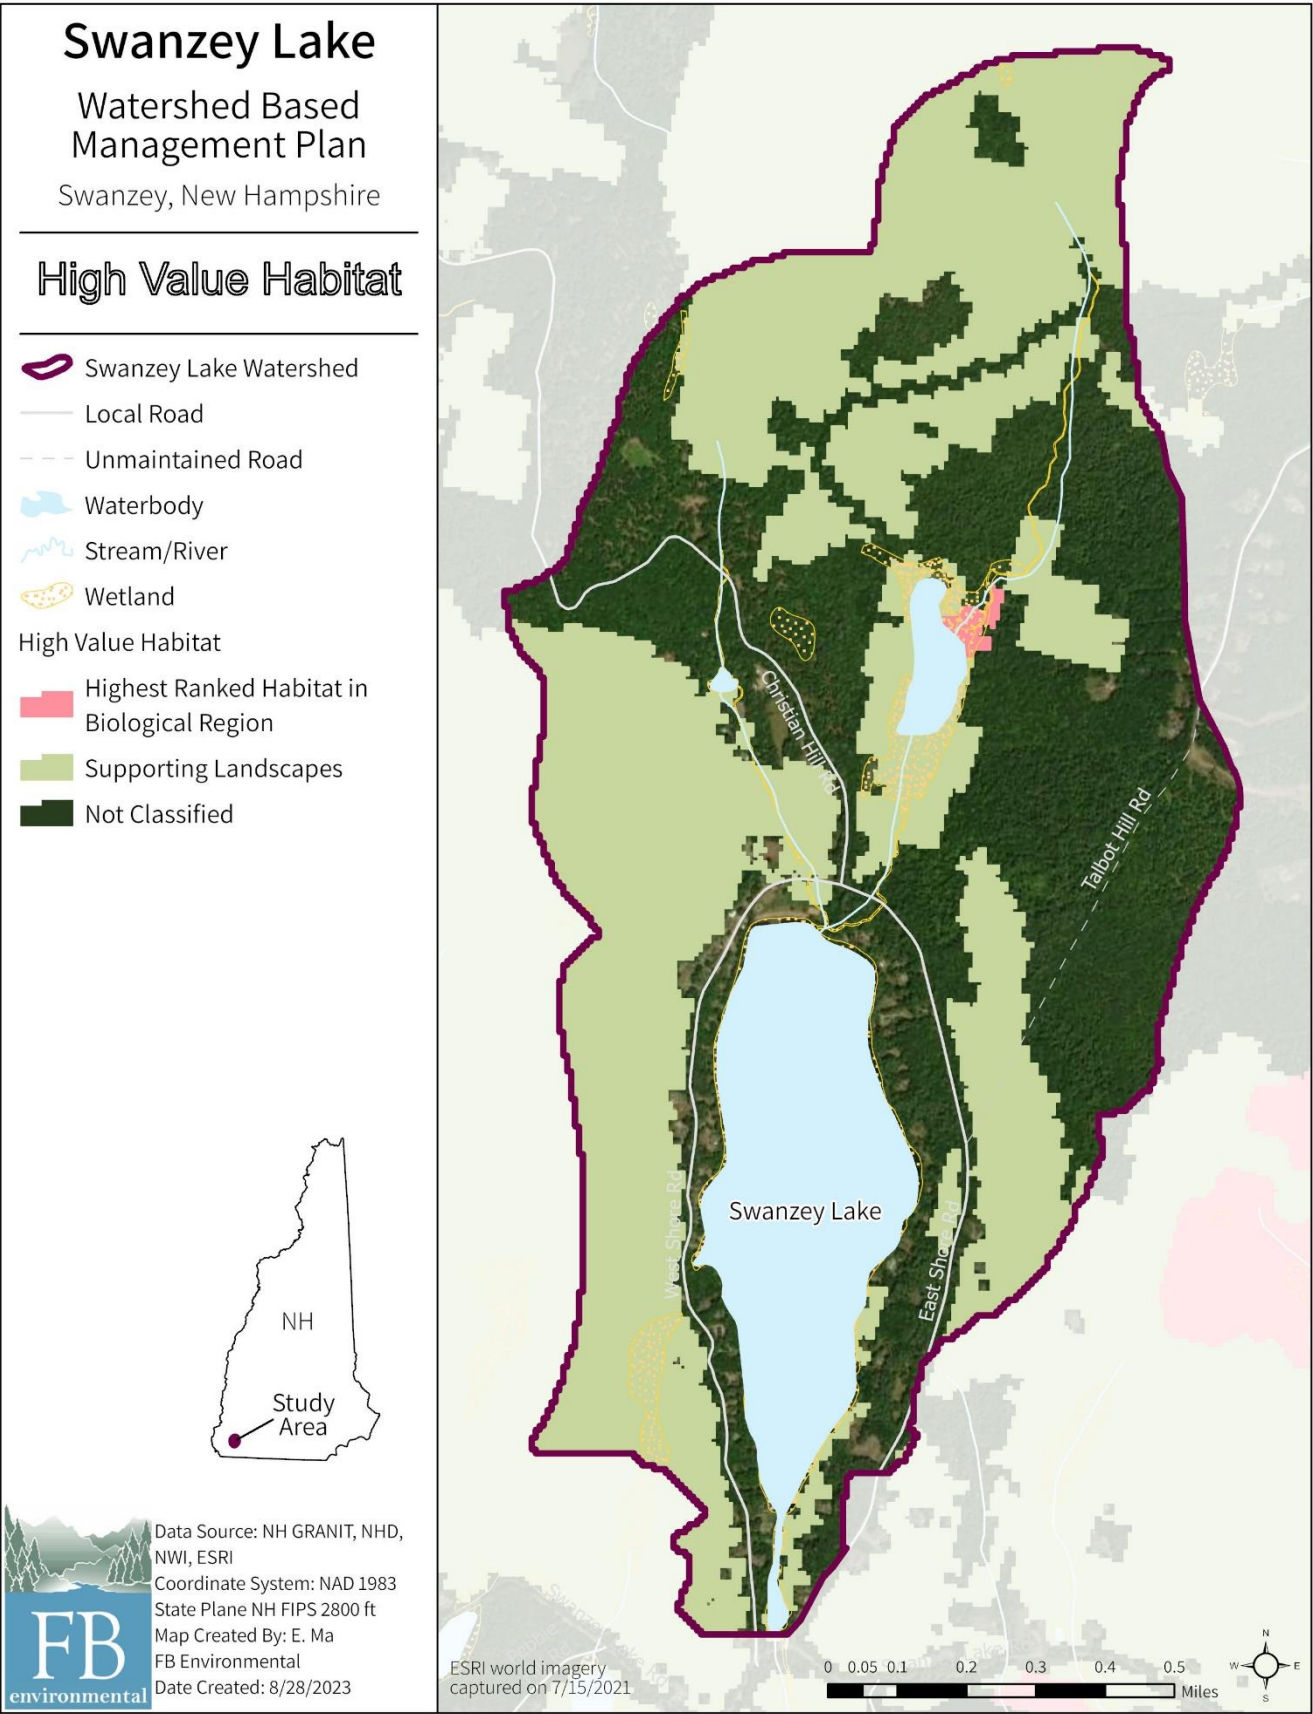 Swanzey Lake
Watershed Based
Management Plan
Swanzey, New Hampshire
High Value Habitat
Swanzey Lake Watershed
Local Road
Unmaintained Road
Waterbody
Stream/River
Wetland
High Value Habitat
Highest Ranked Habitat in
Biological Region
Supporting Landscapes
Not Classified
NH
Study
Area
FB
environmental
Data Source: NH GRANIT, NHD,
NWI, ESRI
Coordinate System: NAD 1983
State Plane NH FIPS 2800 ft
Map Created By: E. Ma
FB Environmental
Date Created: 8/28/2023
Christian Hill Rd
Talbot Hill Rd
Swanzey Lake
West Shore Rd
East Shore Rd
ESRI world imagery
captured on 7/15/2021
0 0.05 0.1 0.2 0.3 0.4 0.5
Miles
N
W E
S